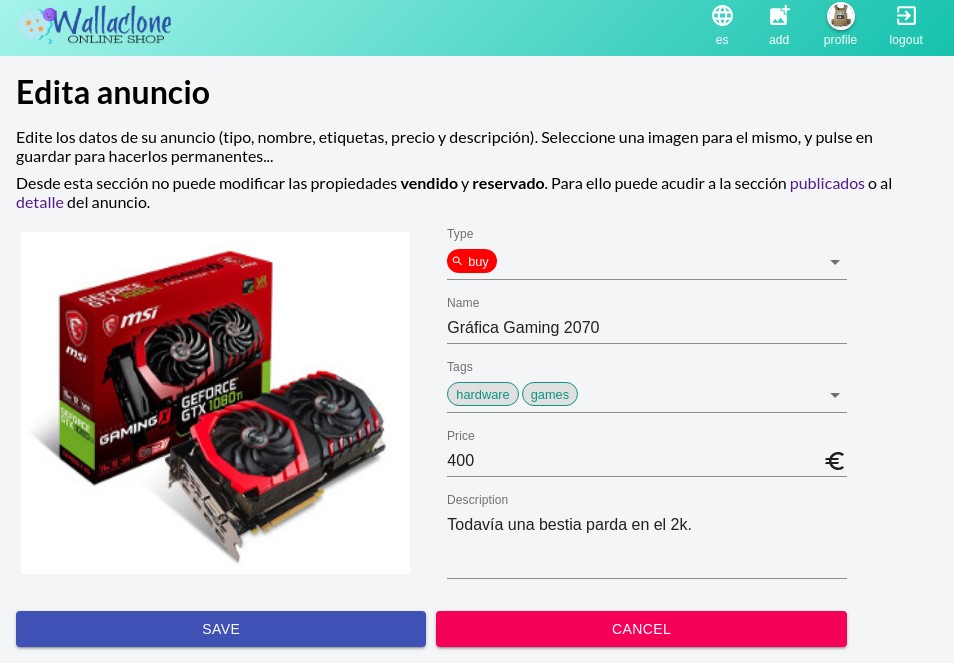 Wallaclone
ONLINE SHOP
es
add
profile
logout
Edita anuncio
Edite los datos de su anuncio (tipo, nombre, etiquetas, precio y descripción). Seleccione una imagen para el mismo, y pulse en
guardar para hacerlos permanentes...
Desde esta sección no puede modificar las propiedades vendido y reservado. Para ello puede acudir a la sección publicados o al
detalle del anuncio.
msi
msi
GAMING X
GEFORCE
GTX 1080 Ti
Type
buy
Name
Gráfica Gaming 2070
Tags
hardware
games
Price
400
€
Description
Todavía una bestia parda en el 2k.
SAVE
CANCEL